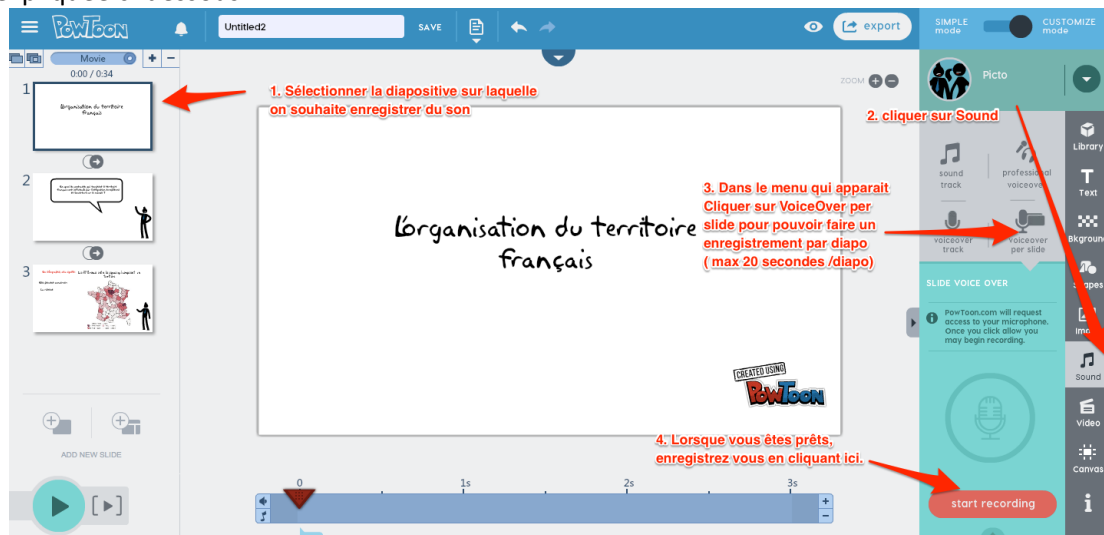 PowToon
Untitled2
SAVE
export
SIMPLE
mode
CUSTOMIZE
mode
Movie
0:00 / 0:34
1
L'organisation du territoire
français
2
3
ADD NEW SLIDE
1. Sélectionner la diapositive sur laquelle
on souhaite enregistrer du son
ZOOM
L'organisation du territoire
français
CREATED USING
POWTOON
2. cliquer sur Sound
3. Dans le menu qui apparait
Cliquer sur VoiceOver per
slide pour pouvoir faire un
enregistrement par diapo
( max 20 secondes /diapo)
4. Lorsque vous êtes prêts,
enregistrez vous en cliquant ici.
0
1s
2s
3s
Picto
sound
track
professional
voiceover
voiceover
track
voiceover
per slide
SLIDE VOICE OVER
PowToon.com will request
access to your microphone.
Once you click allow you
may begin recording.
start recording
Library
Text
Bkground
Sound
Video
Canvas